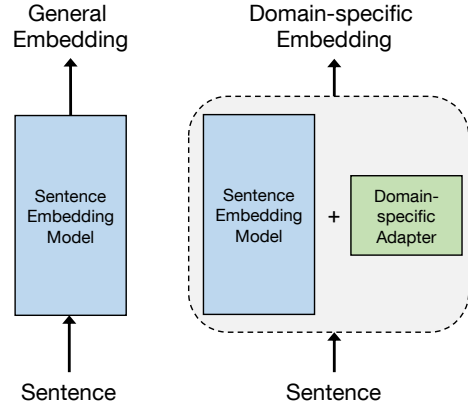 General
Embedding
Sentence
Embedding
Model
Sentence
Domain-specific
Embedding
Sentence
Embedding
Model
+
Domain-
specific
Adapter
Sentence